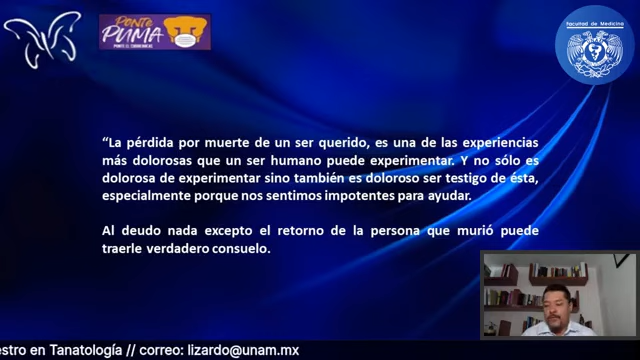 PONTE
PUMA
PONTE EL CUBREBOCAS
Facultad de Medicina
“La pérdida por muerte de un ser querido, es una de las experiencias
más dolorosas que un ser humano puede experimentar. Y no sólo es
dolorosa de experimentar sino también es doloroso ser testigo de ésta,
especialmente porque nos sentimos impotentes para ayudar.
Al deudo nada excepto el retorno de la persona que murió puede
traerle verdadero consuelo.
estro en Tanatología // correo: lizardo@unam.mx